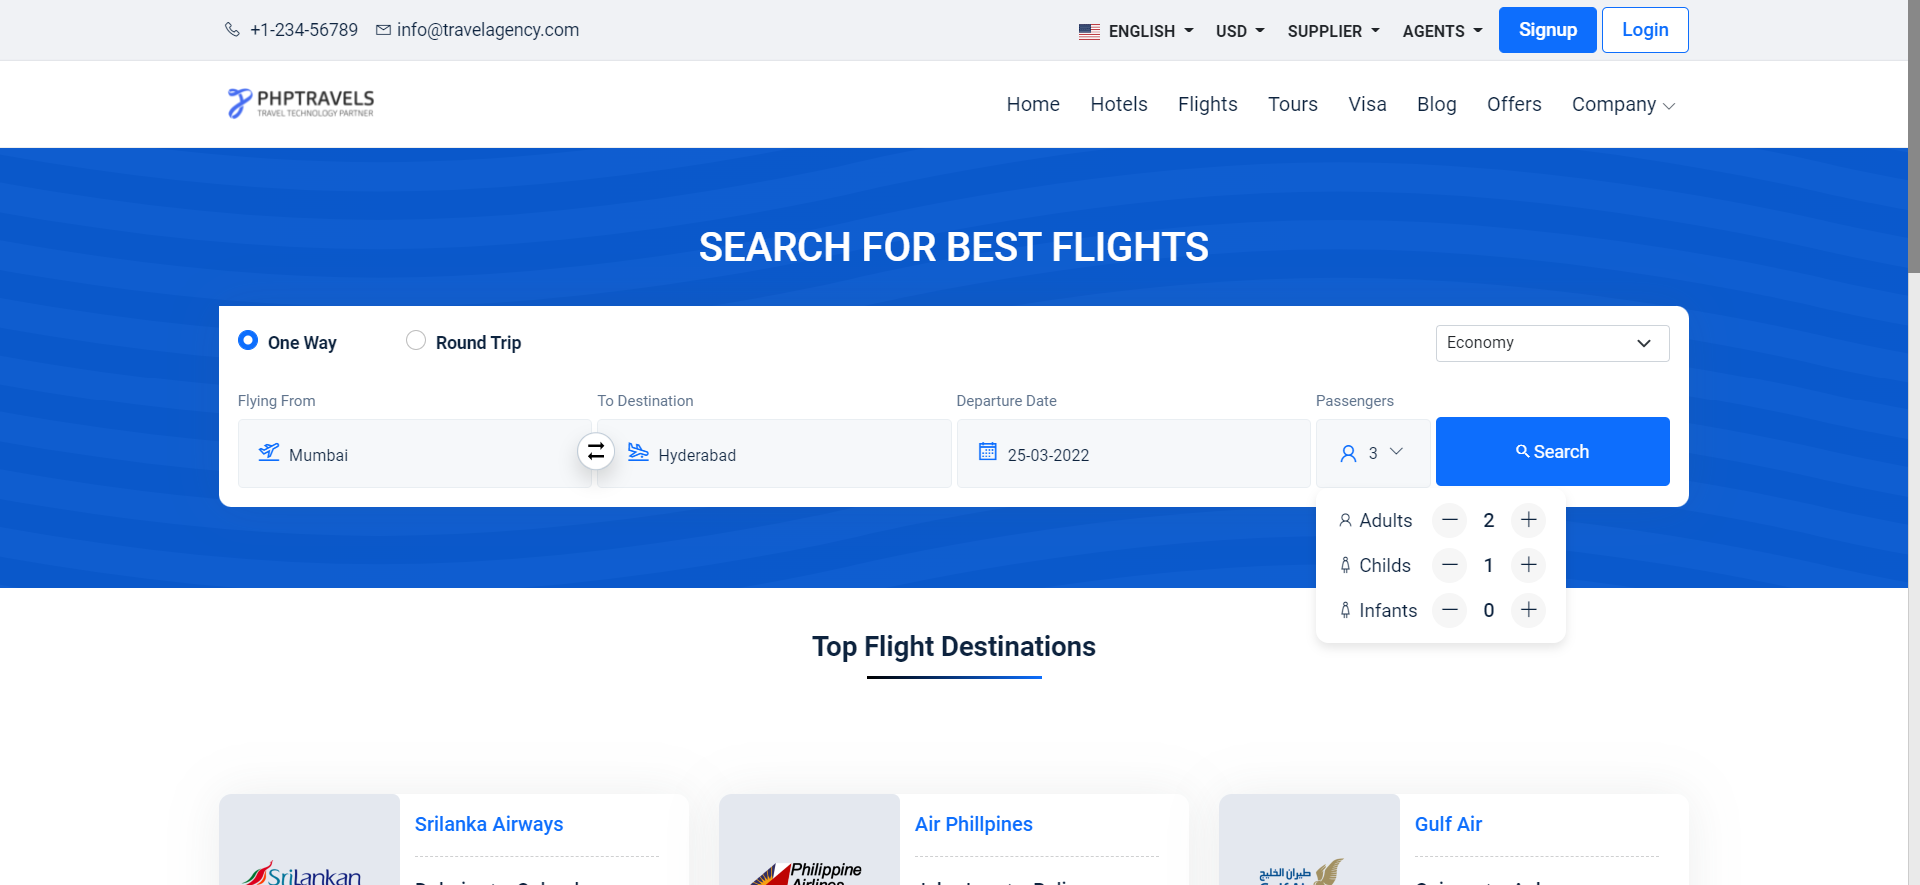 +1-234-56789 info@travelagency.com ENGLISH USD SUPPLIER AGENTS Signup Login
PHPTRAVELS
TRAVEL TECHNOLOGY PARTNER
Home Hotels Flights Tours Visa Blog Offers Company
SEARCH FOR BEST FLIGHTS
One Way Round Trip Economy
Flying From To Destination Departure Date Passengers
Mumbai Hyderabad 25-03-2022 3 Search
Adults 2
Childs 1
Infants 0
Top Flight Destinations
Srilanka Airways Air Phillpines Gulf Air
SriLankan Philippine طيران الخليج
Airlines